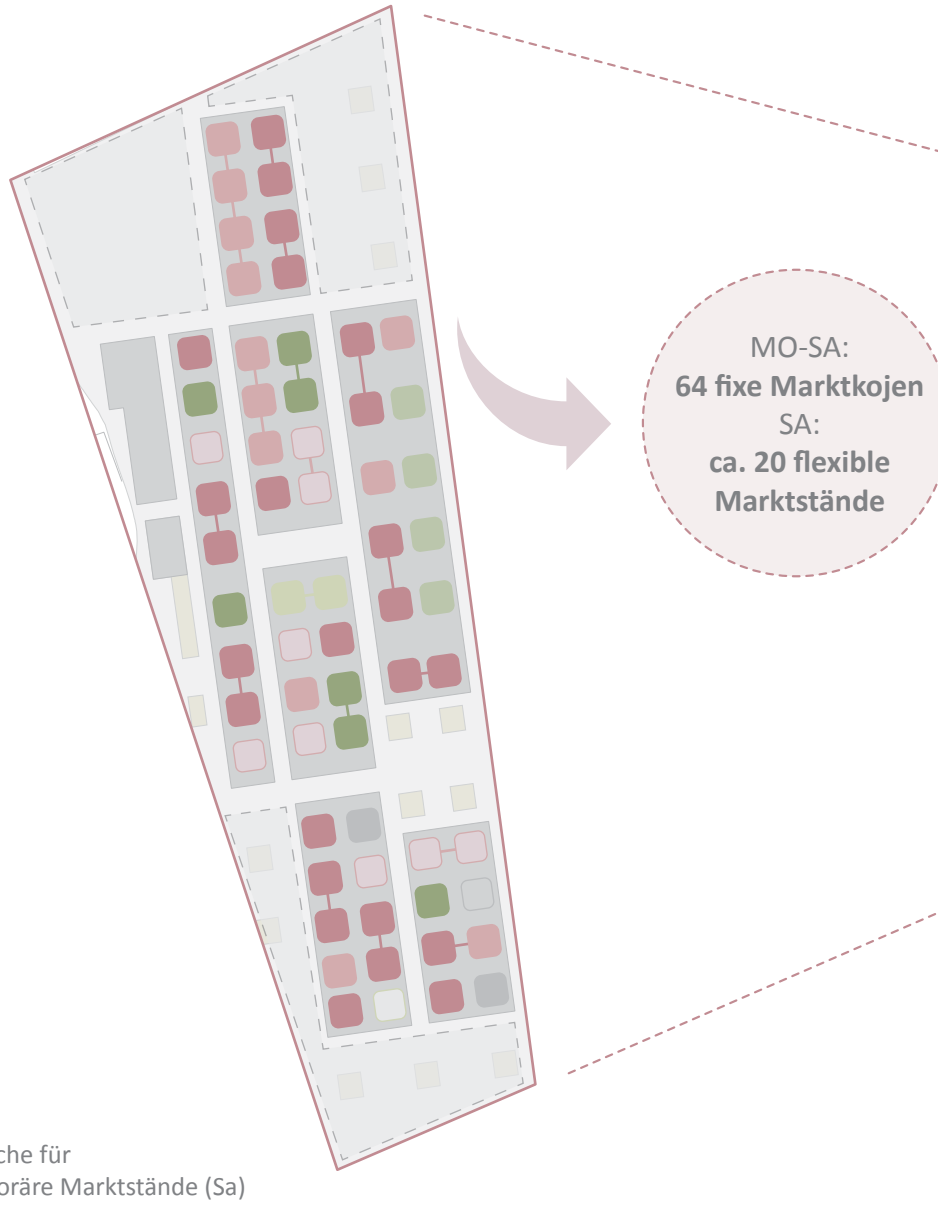 MO-SA:
64 fixe Marktkojen
SA:
ca. 20 flexible
Marktstände
che für
oräre Marktstände (Sa)